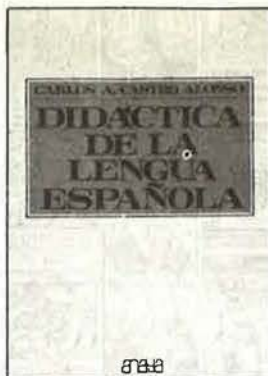 CARLOS A. CASTRO ALONSO
DIDÁCTICA
DE LA
LENGUA
ESPAÑOLA
anaya